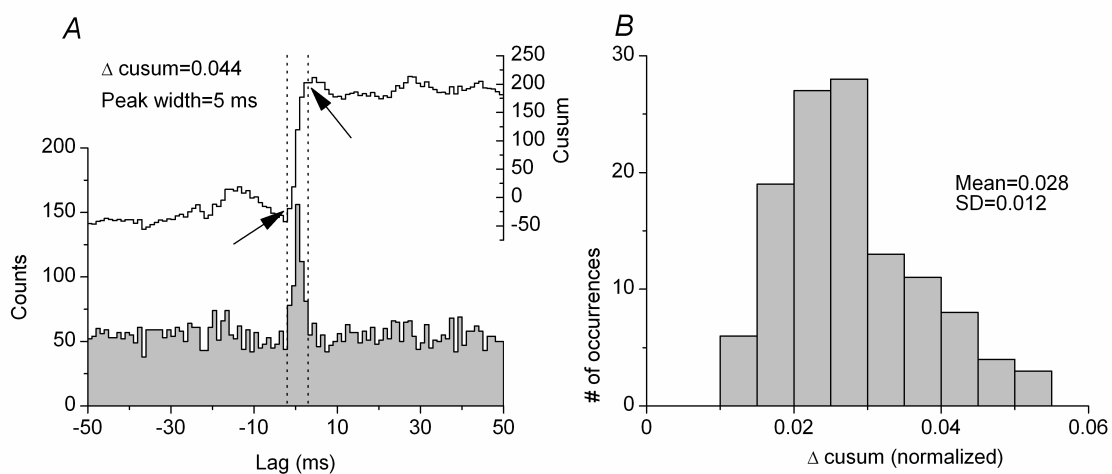 A
Δ cusum=0.044
Peak width=5 ms
200
150
100
50
0
Counts
-50
-30
-10
10
30
50
Lag (ms)
250
200
150
100
50
0
-50
Cusum
B
30
20
10
0
# of occurrences
Mean=0.028
SD=0.012
0
0.02
0.04
0.06
Δ cusum (normalized)